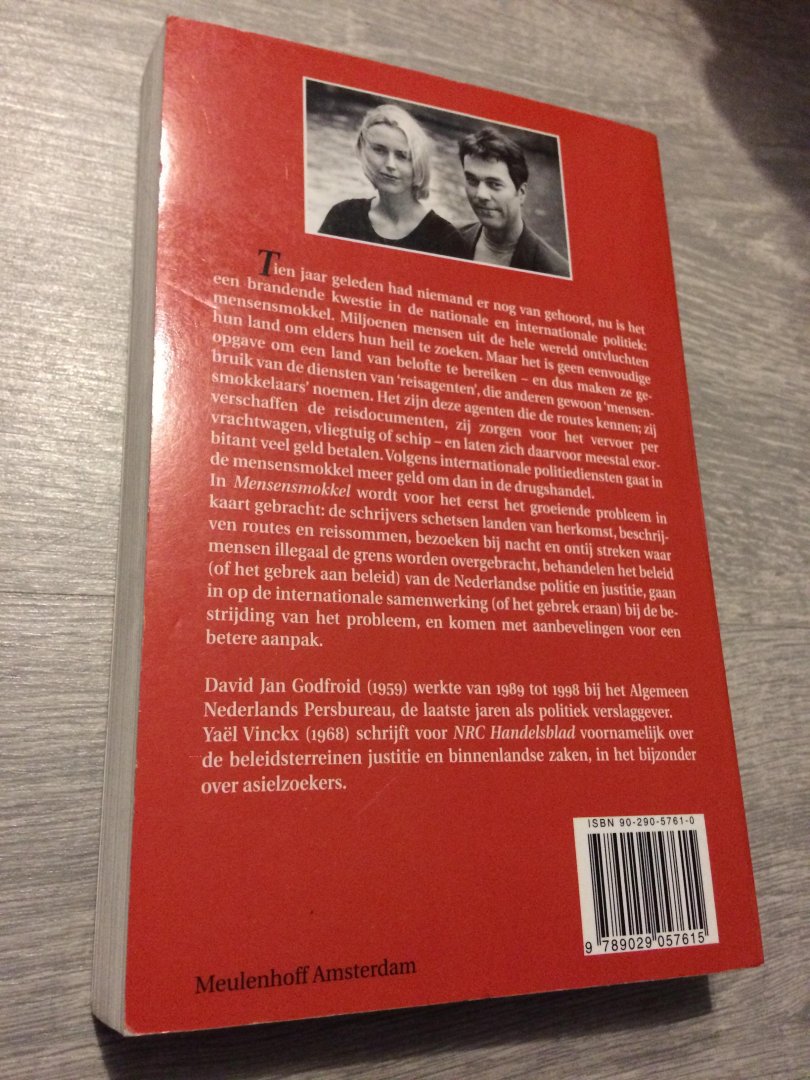 Tien jaar geleden had niemand er nog van gehoord, nu is het
een brandende kwestie in de nationale en internationale politiek:
mensensmokkel. Miljoenen mensen uit de hele wereld ontvluchten
hun land om elders hun heil te zoeken. Maar het is geen eenvoudige
opgave om een land van belofte te bereiken – en dus maken ze ge-
bruik van de diensten van ‘reisagenten’, die anderen gewoon ‘mensen-
smokkelaars’ noemen. Het zijn deze agenten die de routes kennen; zij
verschaffen de reisdocumenten, zij zorgen voor het vervoer per
vrachtwagen, vliegtuig of schip – en laten zich daarvoor meestal exor-
bitant veel geld betalen. Volgens internationale politiediensten gaat in
de mensensmokkel meer geld om dan in de drugshandel.
In Mensensmokkel wordt voor het eerst het groeiende probleem in
kaart gebracht: de schrijvers schetsen landen van herkomst, beschrij-
ven routes en reissommen, bezoeken bij nacht en ontij streken waar
mensen illegaal de grens worden overgebracht, behandelen het beleid
(of het gebrek aan beleid) van de Nederlandse politie en justitie, gaan
in op de internationale samenwerking (of het gebrek eraan) bij de be-
strijding van het probleem, en komen met aanbevelingen voor een
betere aanpak.
David Jan Godfroid (1959) werkte van 1989 tot 1998 bij het Algemeen
Nederlands Persbureau, de laatste jaren als politiek verslaggever.
Yaël Vinckx (1968) schrijft voor NRC Handelsblad voornamelijk over
de beleidsterreinen justitie en binnenlandse zaken, in het bijzonder
over asielzoekers.
ISBN 90-290-5761-0
9 789029 057615
Meulenhoff Amsterdam